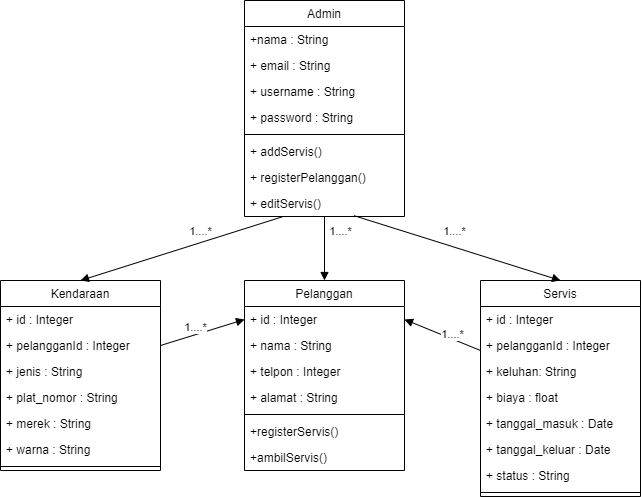 Admin
+nama : String
+ email : String
+ username : String
+ password : String
+ addServis()
+ registerPelanggan()
+ editServis()
1....*
1....*
1....*
Kendaraan
+ id : Integer
+ pelangganId : Integer
+ jenis : String
+ plat_nomor : String
+ merek : String
+ warna : String
1....*
Pelanggan
+ id : Integer
+ nama : String
+ telpon : Integer
+ alamat : String
+registerServis()
+ambilServis()
1....*
Servis
+ id : Integer
+ pelangganId : Integer
+ keluhan: String
+ biaya : float
+ tanggal_masuk : Date
+ tanggal_keluar : Date
+ status : String